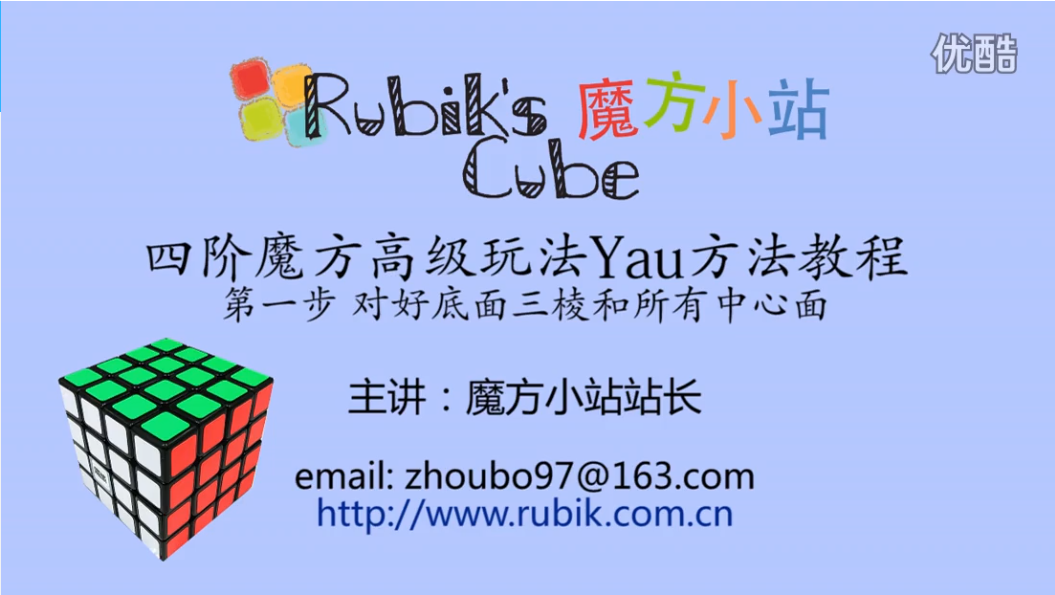 优酷
Rubik's 魔方小站
Cube
四阶魔方高级玩法Yau方法教程
第一步 对好底面三棱和所有中心面
主讲：魔方小站站长
email: zhoubo97@163.com
http://www.rubik.com.cn